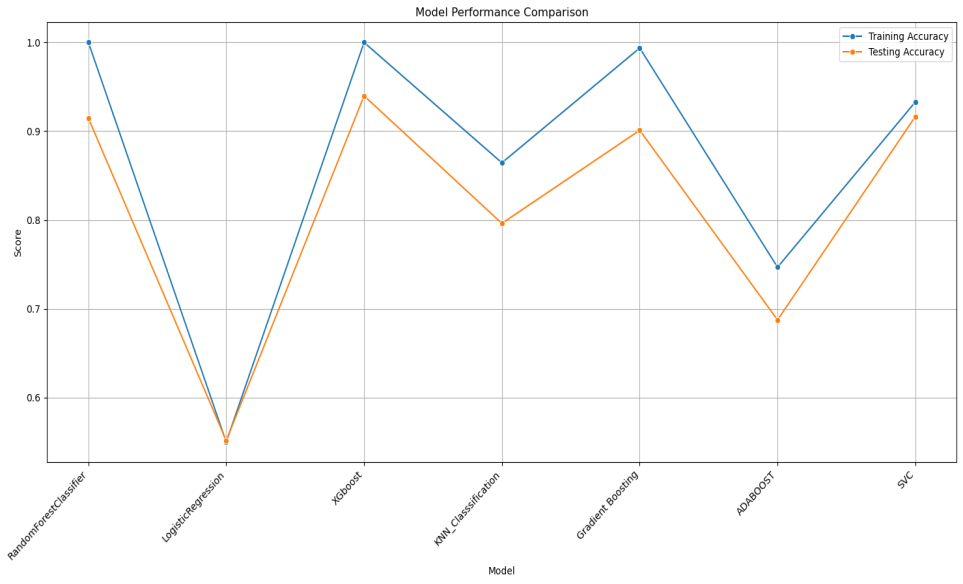 Model Performance Comparison
Training Accuracy
Testing Accuracy
1.0
0.9
0.8
0.7
0.6
Score
RandomForestClassifier
LogisticRegression
XGboost
KNN_Classsification
Gradient Boosting
ADABOOST
SVC
Model